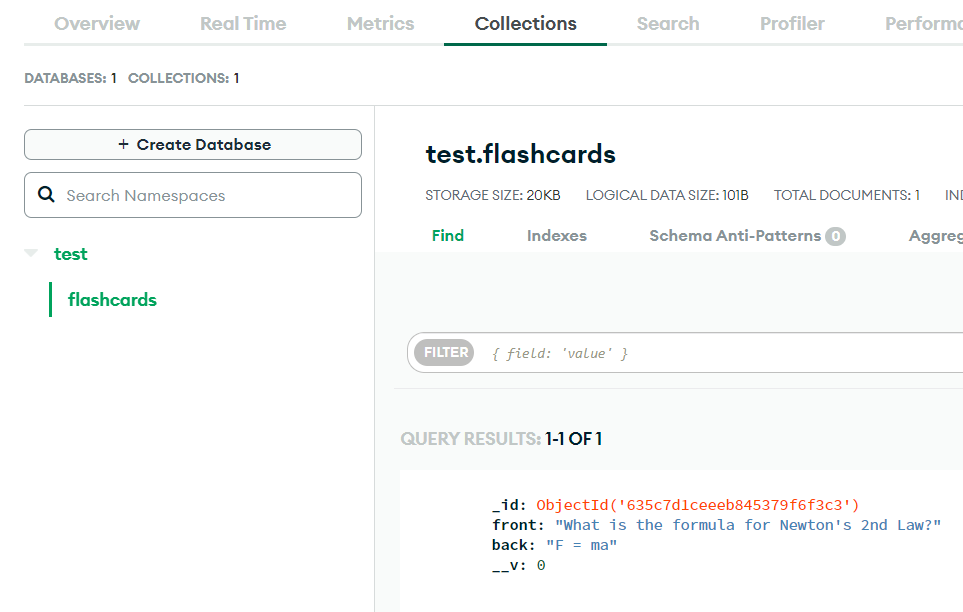 Overview Real Time Metrics Collections Search Profiler Performa
DATABASES: 1 COLLECTIONS: 1
+ Create Database
Search Namespaces
test
flashcards
test.flashcards
STORAGE SIZE: 20KB LOGICAL DATA SIZE: 101B TOTAL DOCUMENTS: 1 IND
Find Indexes Schema Anti-Patterns 0 Aggreg
FILTER { field: 'value' }
QUERY RESULTS: 1-1 OF 1
_id: ObjectId('635c7d1ceeeb845379f6f3c3')
front: "What is the formula for Newton's 2nd Law?"
back: "F = ma"
__v: 0